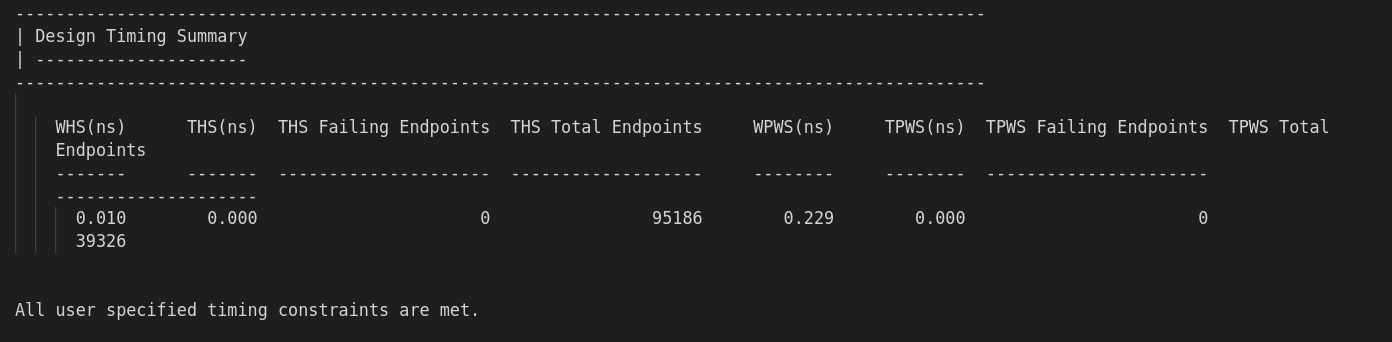 ------------------------------------------------------------------------------------------------
| Design Timing Summary
| ---------------------
------------------------------------------------------------------------------------------------
WHS(ns)      THS(ns)  THS Failing Endpoints  THS Total Endpoints     WPWS(ns)     TPWS(ns)  TPWS Failing Endpoints  TPWS Total
Endpoints
-------      -------  ---------------------  -------------------     --------     --------  ----------------------
--------------------
0.010        0.000                      0                95186        0.229        0.000                       0
39326
All user specified timing constraints are met.